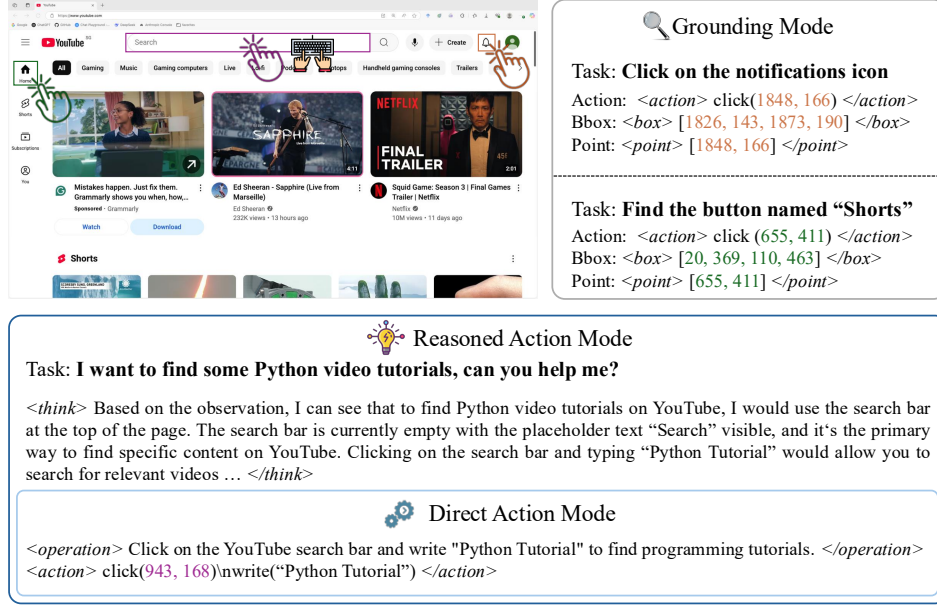 YouTube
https://www.youtube.com
YouTube
Search
Create
All
Gaming
Music
Gaming computers
Live
Handheld gaming consoles
Trailers
Home
Shorts
Subscriptions
You
SAPPHIRE
4:11
NETFLIX
FINAL
TRAILER
2:01
Mistakes happen. Just fix them.
Grammarly shows you when, how,...
Sponsored · Grammarly
Watch
Download
Ed Sheeran - Sapphire (Live from
Marseille)
Ed Sheeran
232K views • 13 hours ago
Squid Game: Season 3 | Final Games
Trailer | Netflix
Netflix
10M views • 11 days ago
Shorts
Grounding Mode
Task: Click on the notifications icon
Action: <action> click(1848, 166) </action>
Bbox: <box> [1826, 143, 1873, 190] </box>
Point: <point> [1848, 166] </point>
Task: Find the button named “Shorts”
Action: <action> click (655, 411) </action>
Bbox: <box> [20, 369, 110, 463] </box>
Point: <point> [655, 411] </point>
Reasoned Action Mode
Task: I want to find some Python video tutorials, can you help me?
<think> Based on the observation, I can see that to find Python video tutorials on YouTube, I would use the search bar
at the top of the page. The search bar is currently empty with the placeholder text “Search” visible, and it‘s the primary
way to find specific content on YouTube. Clicking on the search bar and typing “Python Tutorial” would allow you to
search for relevant videos … </think>
Direct Action Mode
<operation> Click on the YouTube search bar and write "Python Tutorial" to find programming tutorials. </operation>
<action> click(943, 168)\nwrite(“Python Tutorial”) </action>